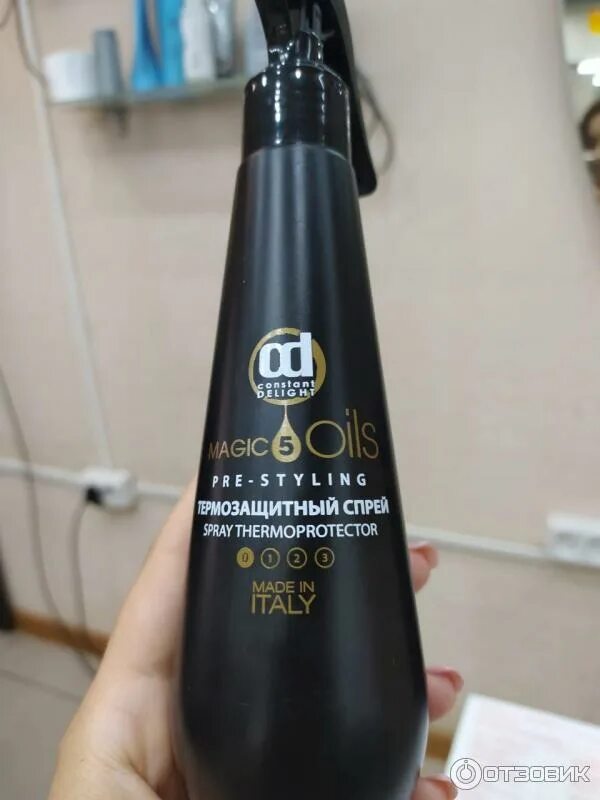 cd
constant
DELIGHT
MAGIC 5 Oils
PRE-STYLING
ТЕРМОЗАЩИТНЫЙ СПРЕЙ
SPRAY THERMOPROTECTOR
0 1 2 3
MADE IN
ITALY
ОТЗОВИК